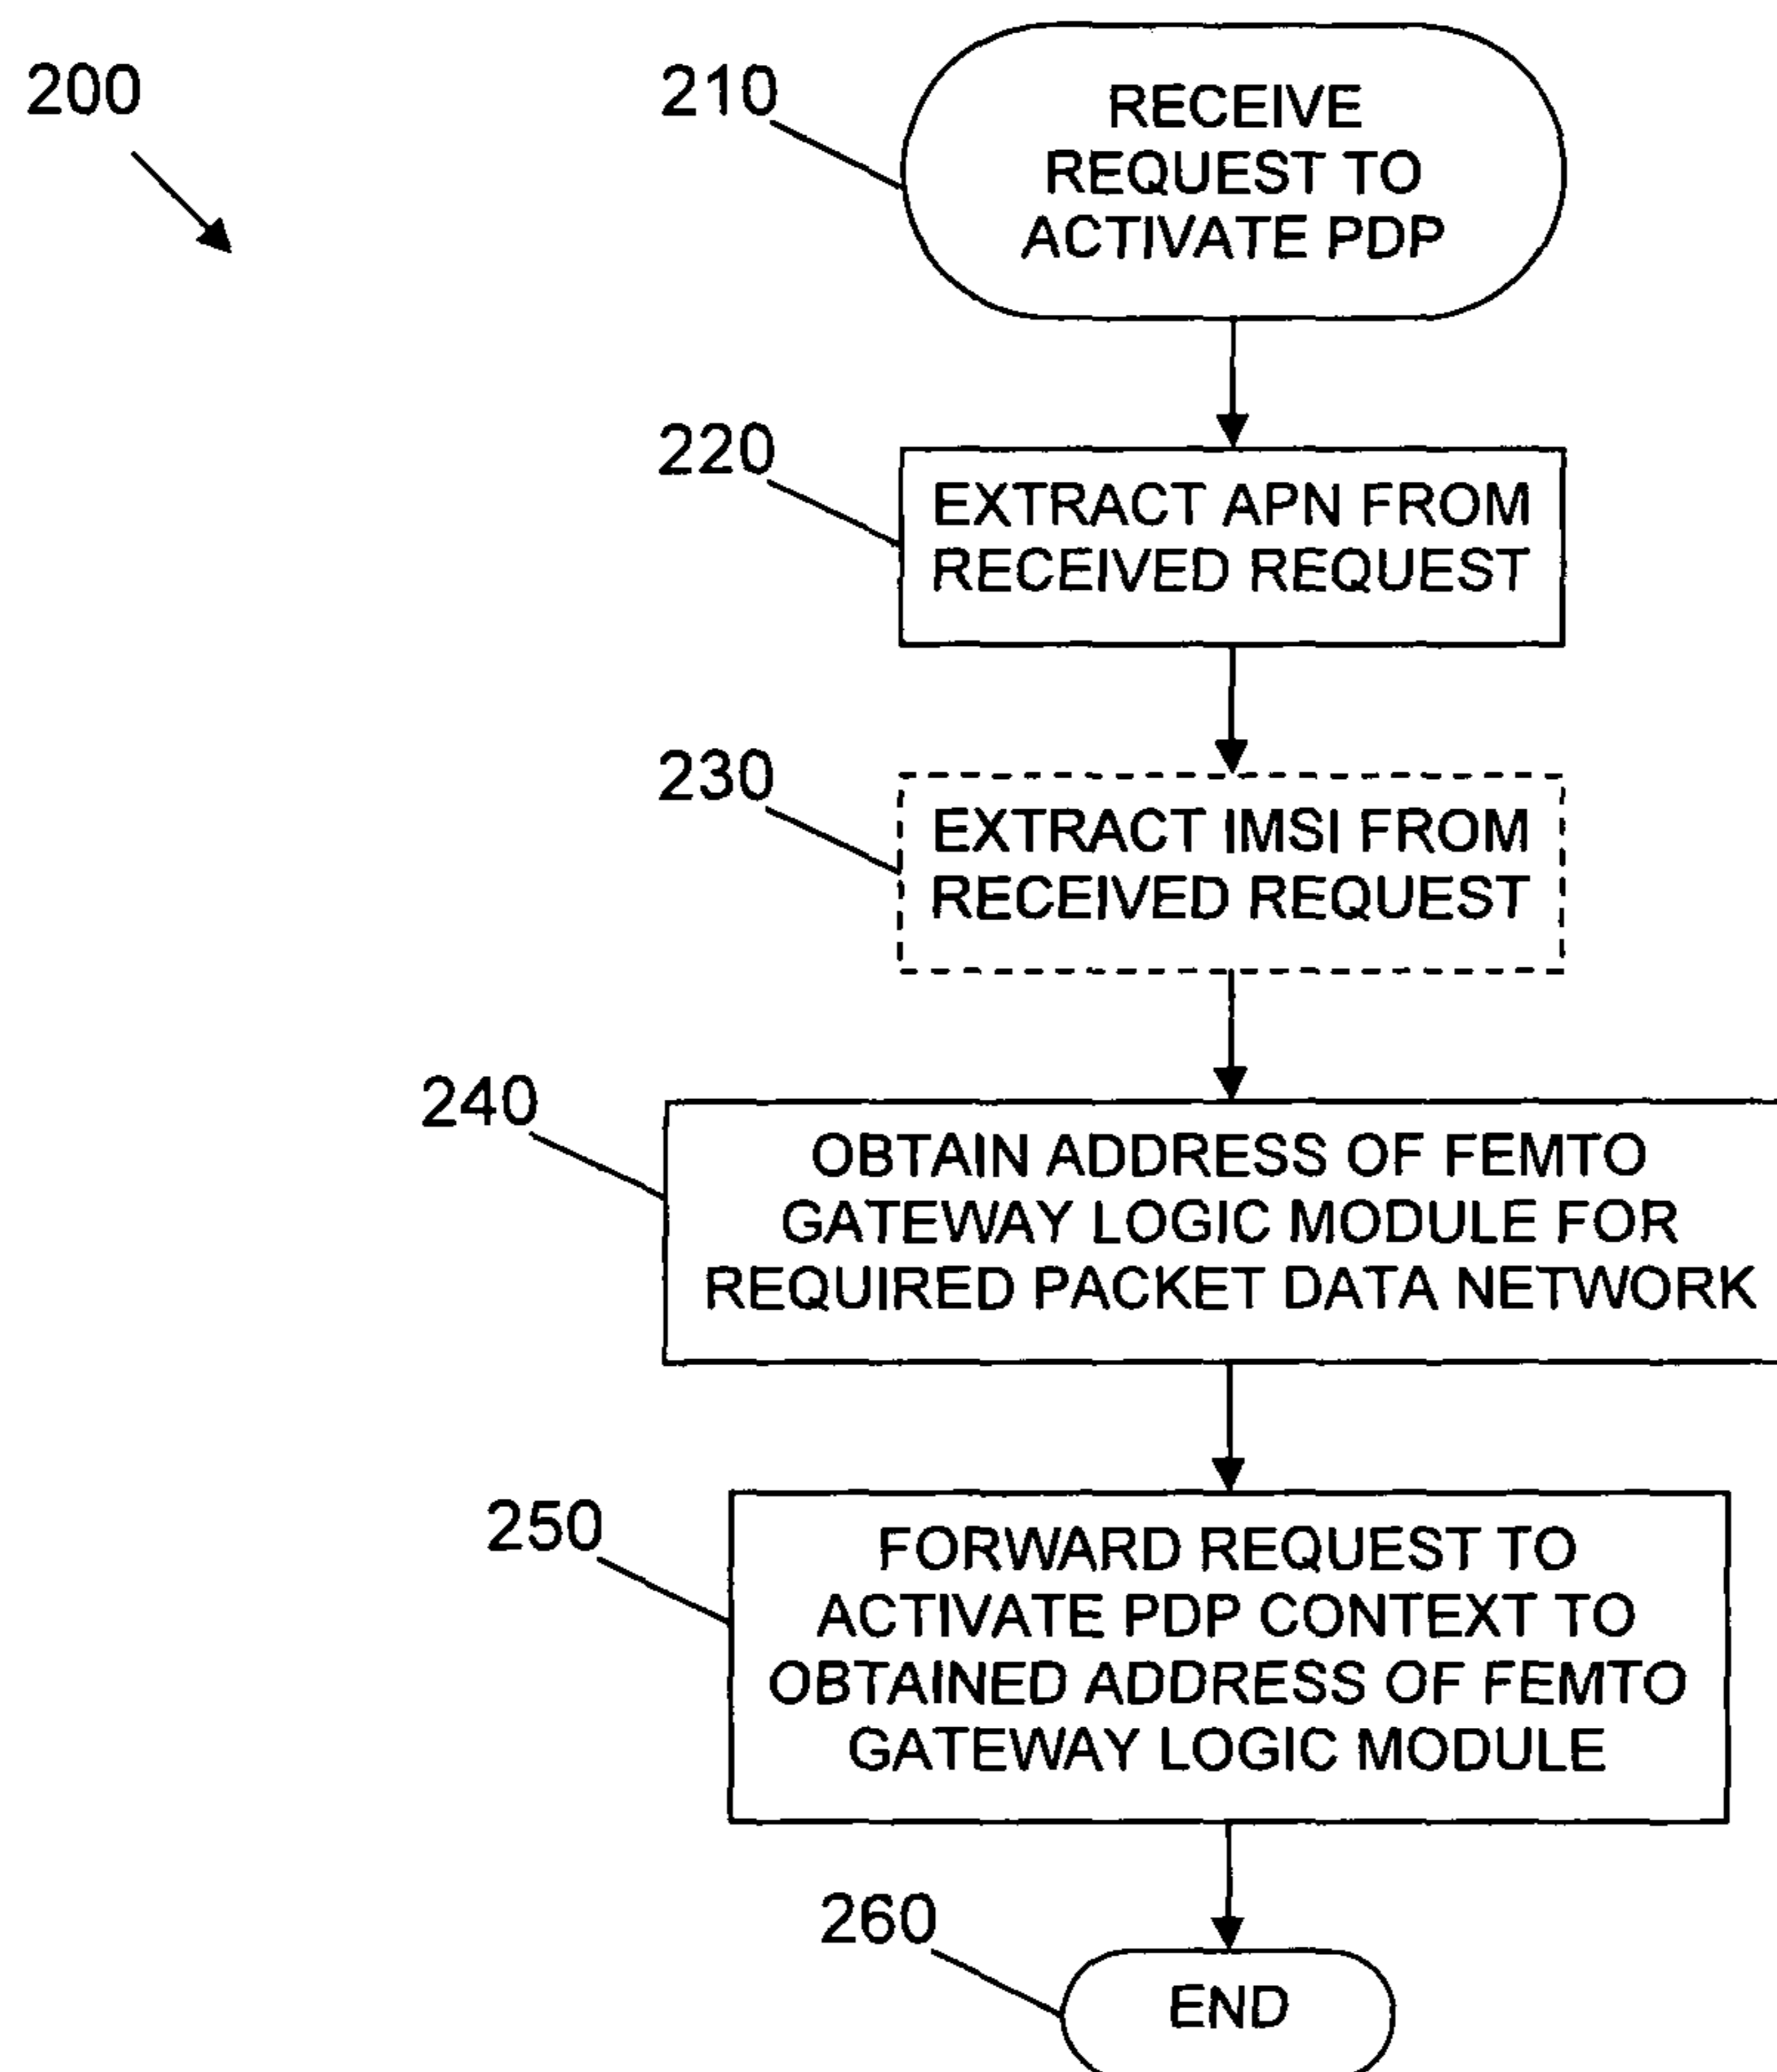 200
210
RECEIVE
REQUEST TO
ACTIVATE PDP
220
EXTRACT APN FROM
RECEIVED REQUEST
230
EXTRACT IMSI FROM
RECEIVED REQUEST
240
OBTAIN ADDRESS OF FEMTO
GATEWAY LOGIC MODULE FOR
REQUIRED PACKET DATA NETWORK
250
FORWARD REQUEST TO
ACTIVATE PDP CONTEXT TO
OBTAINED ADDRESS OF FEMTO
GATEWAY LOGIC MODULE
260
END